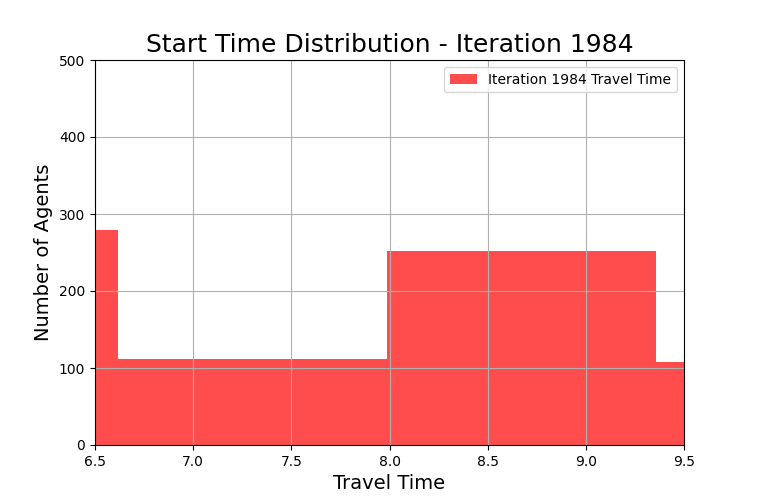 Start Time Distribution - Iteration 1984
500
Iteration 1984 Travel Time
400
300
200
100
0
Number of Agents
6.5 7.0 7.5 8.0 8.5 9.0 9.5
Travel Time